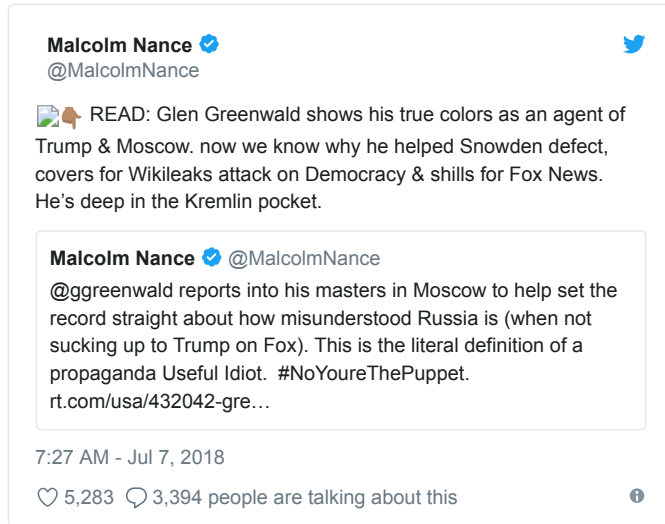 Malcolm Nance
@MalcolmNance
READ: Glen Greenwald shows his true colors as an agent of
Trump & Moscow. now we know why he helped Snowden defect,
covers for Wikileaks attack on Democracy & shills for Fox News.
He’s deep in the Kremlin pocket.
Malcolm Nance @MalcolmNance
@ggreenwald reports into his masters in Moscow to help set the
record straight about how misunderstood Russia is (when not
sucking up to Trump on Fox). This is the literal definition of a
propaganda Useful Idiot.  #NoYoureThePuppet.
rt.com/usa/432042-gre…
7:27 AM - Jul 7, 2018
5,283 3,394 people are talking about this